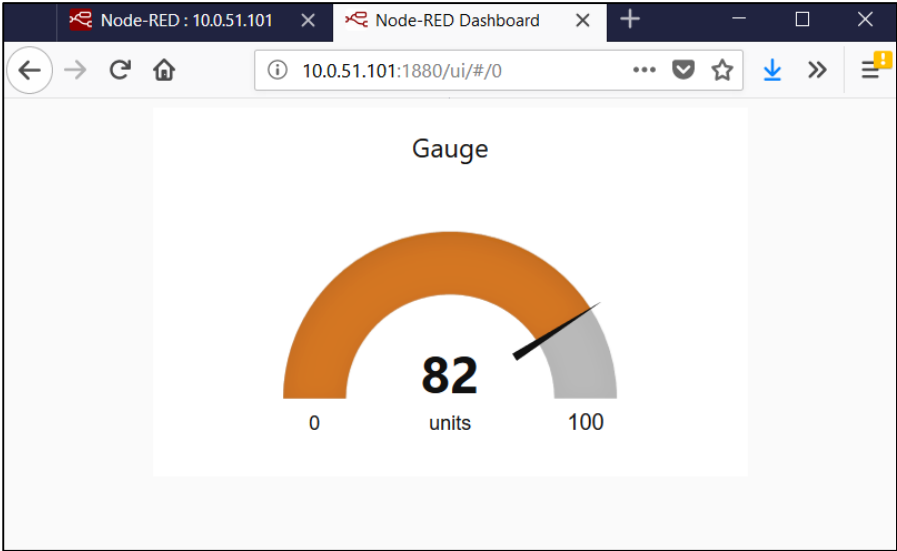 Node-RED : 10.0.51.101
Node-RED Dashboard
10.0.51.101:1880/ui/#/0
Gauge
82
0 units 100